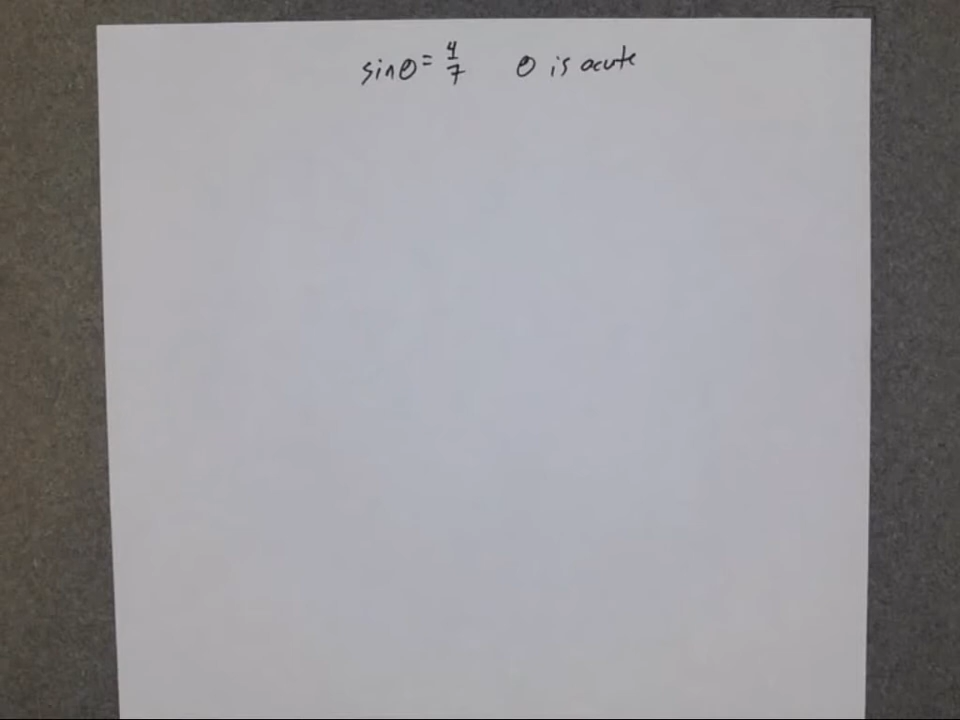 sinθ = 4/7 θ is acute